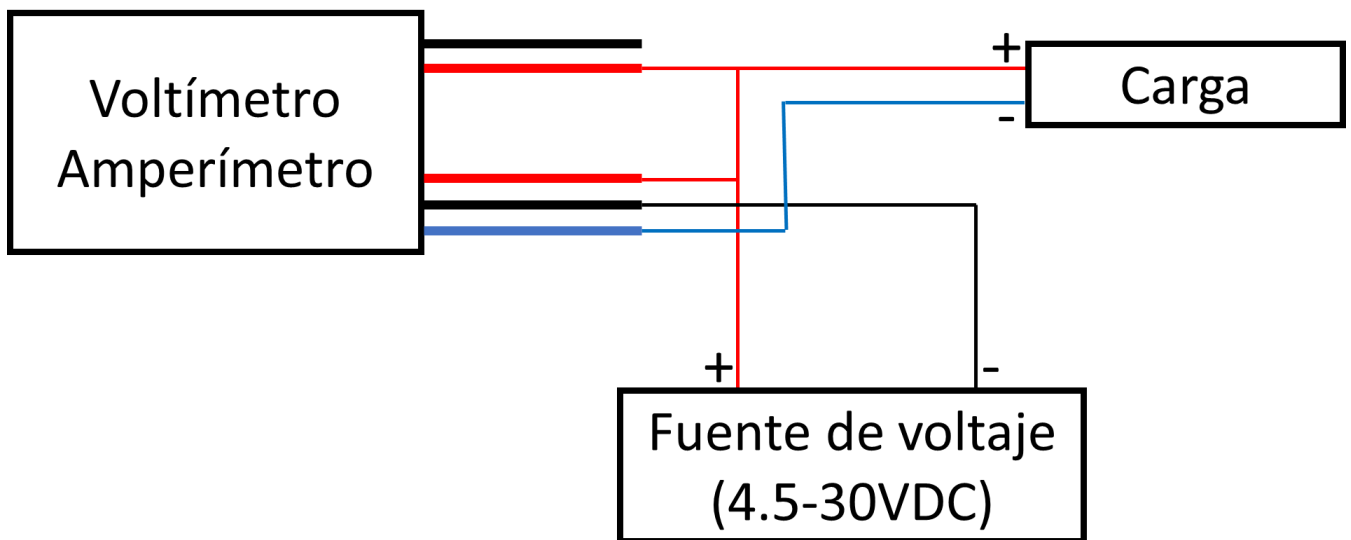 Voltímetro
Amperímetro
+
-
Carga
+
-
Fuente de voltaje
(4.5-30VDC)